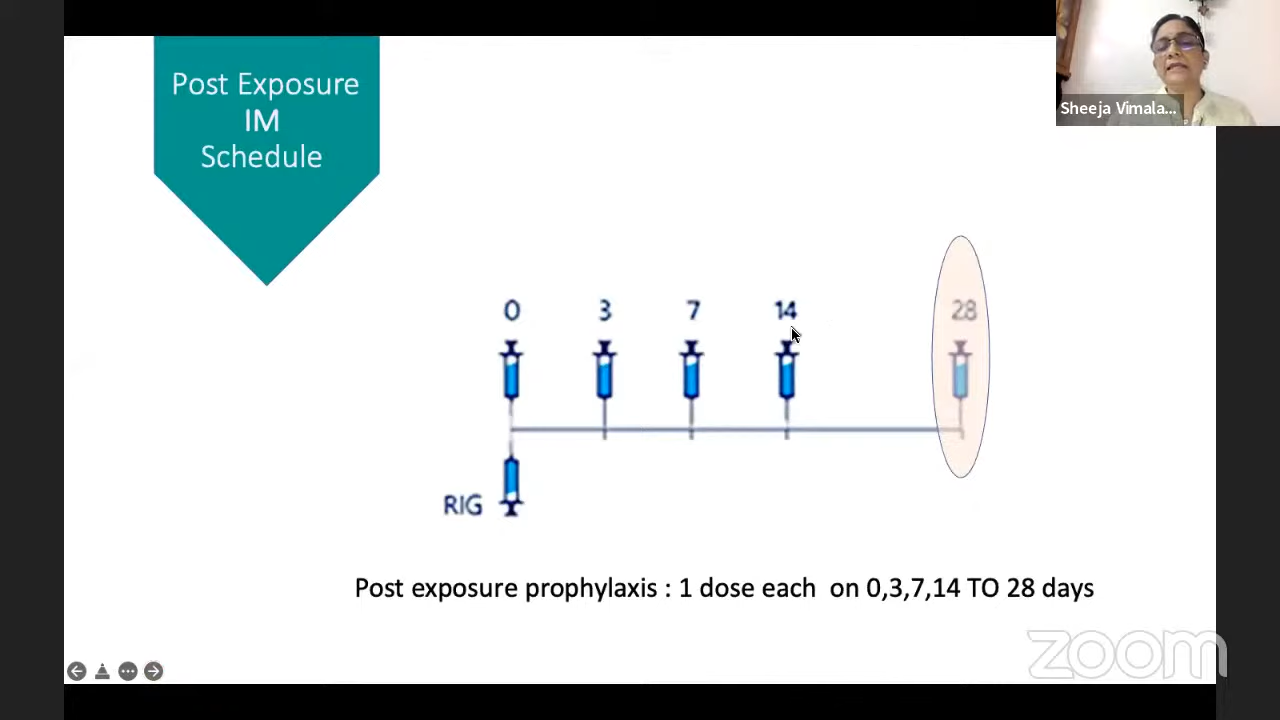 Post Exposure
IM
Schedule
Sheeja Vimala...
0 3 7 14 28
RIG
Post exposure prophylaxis : 1 dose each on 0,3,7,14 TO 28 days
zoom